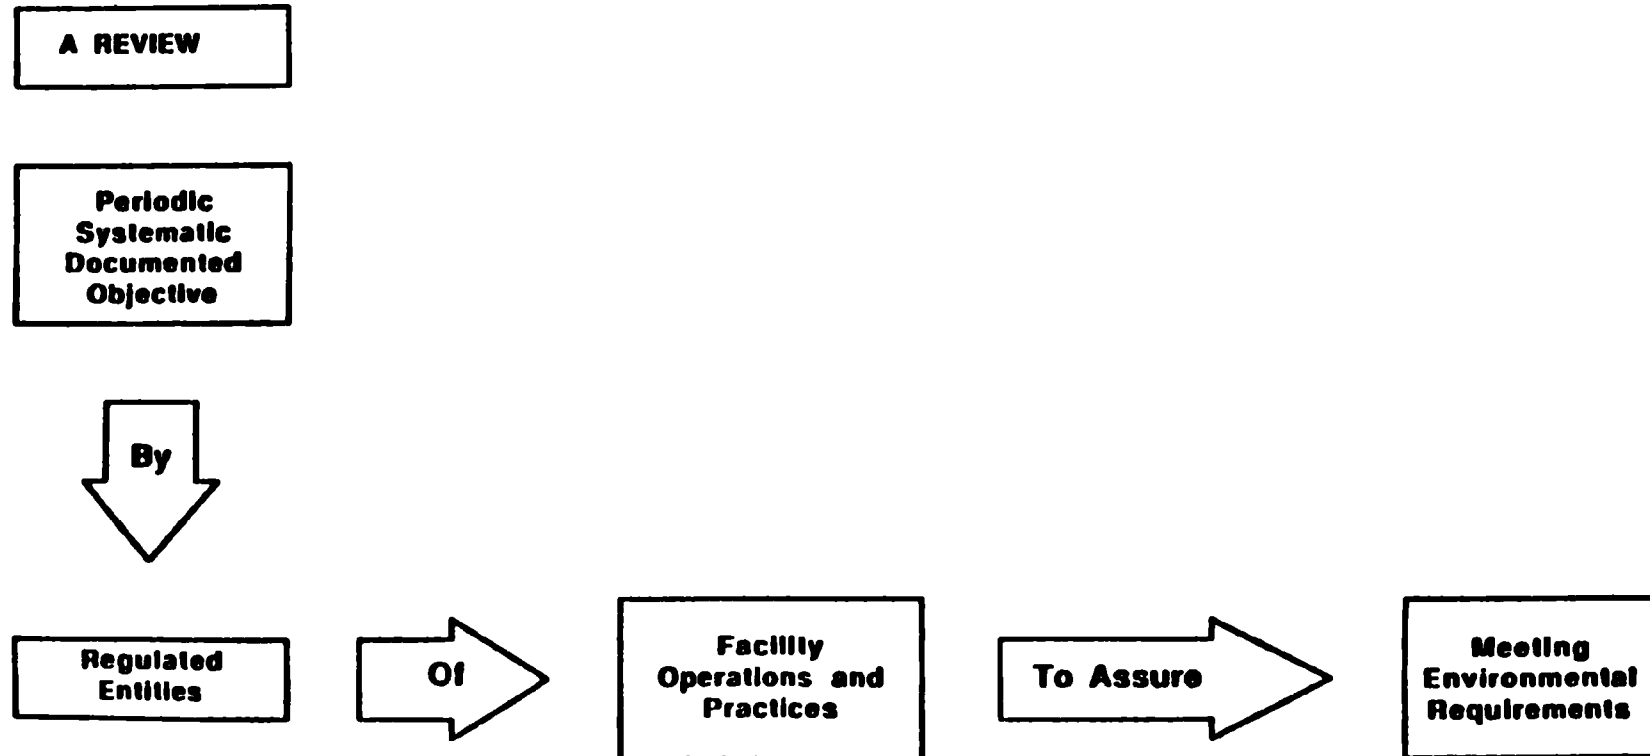 A REVIEW
Periodic
Systematic
Documented
Objective
By
Regulated
Entities
Of
Facility
Operations and
Practices
To Assure
Meeting
Environmental
Requirements